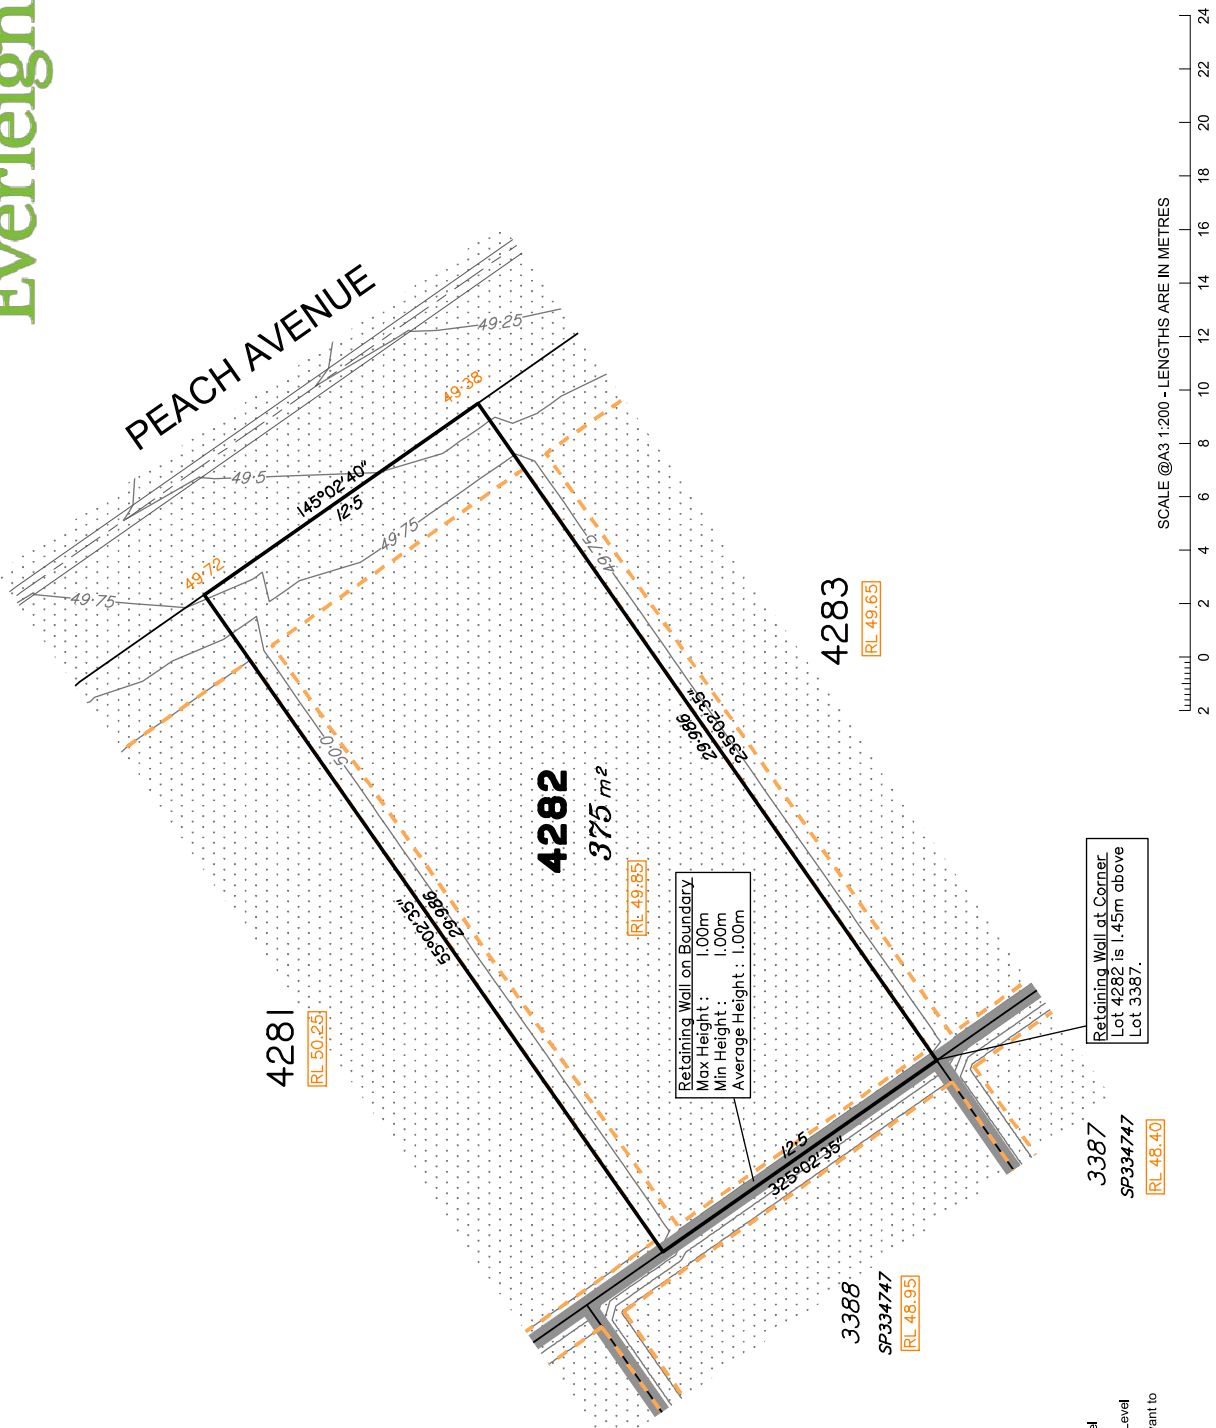 Everleigh
PEACH AVENUE
49·25
49·38
49·5
145°02'40"
12·5
49·72
49·75
49·75
49·75
50·0
4283
RL 49.65
29·986
235°02'35"
4282
375 m²
RL 49.85
55°02'35"
29·986
4281
RL 50.25
Retaining Wall on Boundary
Max Height : 1.00m
Min Height : 1.00m
Average Height : 1.00m
12·5
325°02'35"
Retaining Wall at Corner
Lot 4282 is 1.45m above
Lot 3387.
3387
SP334747
RL 48.40
3388
SP334747
RL 48.95
SCALE @A3 1:200 - LENGTHS ARE IN METRES
2 0 2 4 6 8 10 12 14 16 18 20 22 24